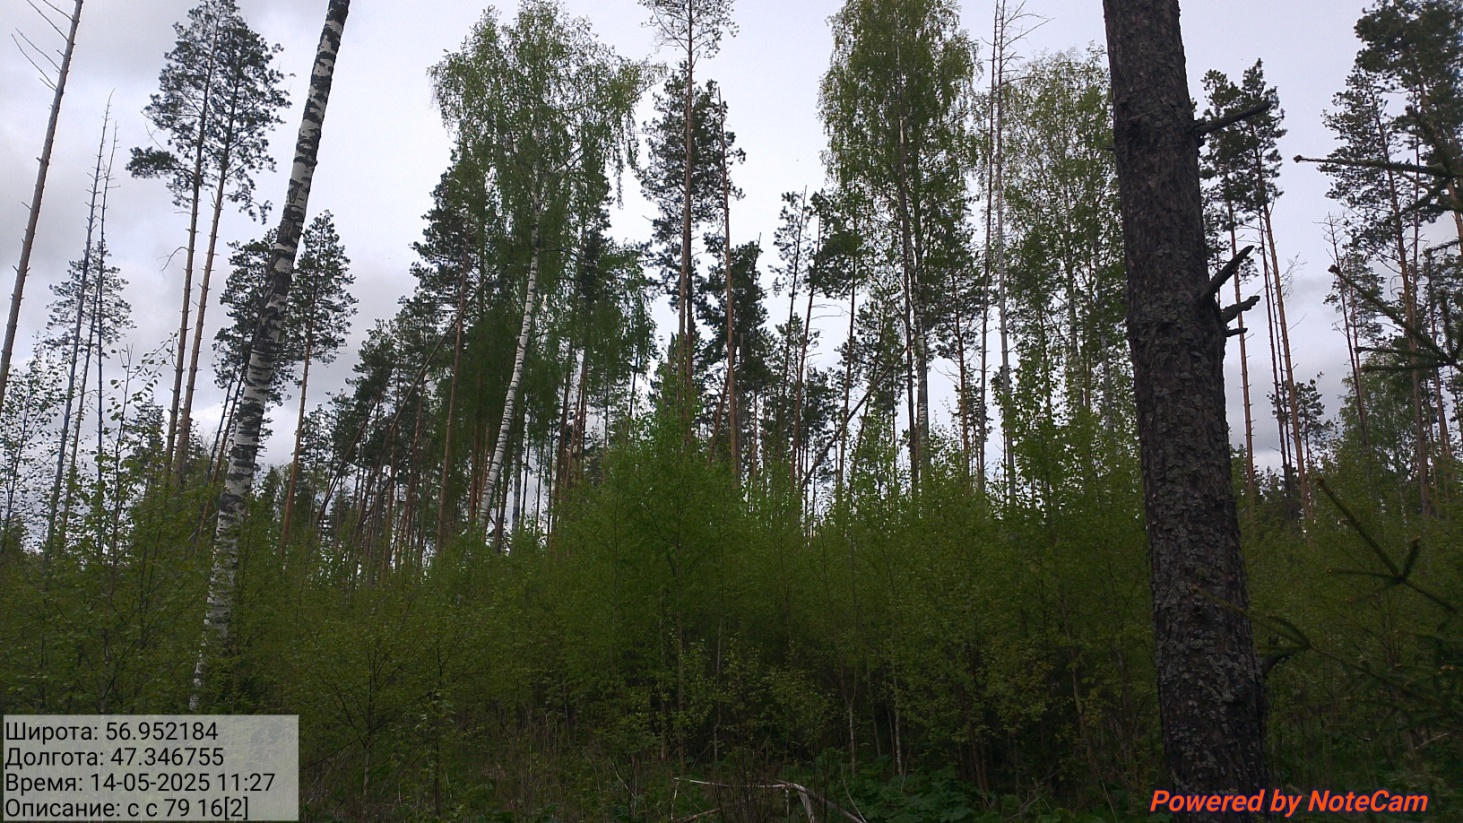 Широта: 56.952184
Долгота: 47.346755
Время: 14-05-2025 11:27
Описание: с с 79 16[2]
Powered by NoteCam